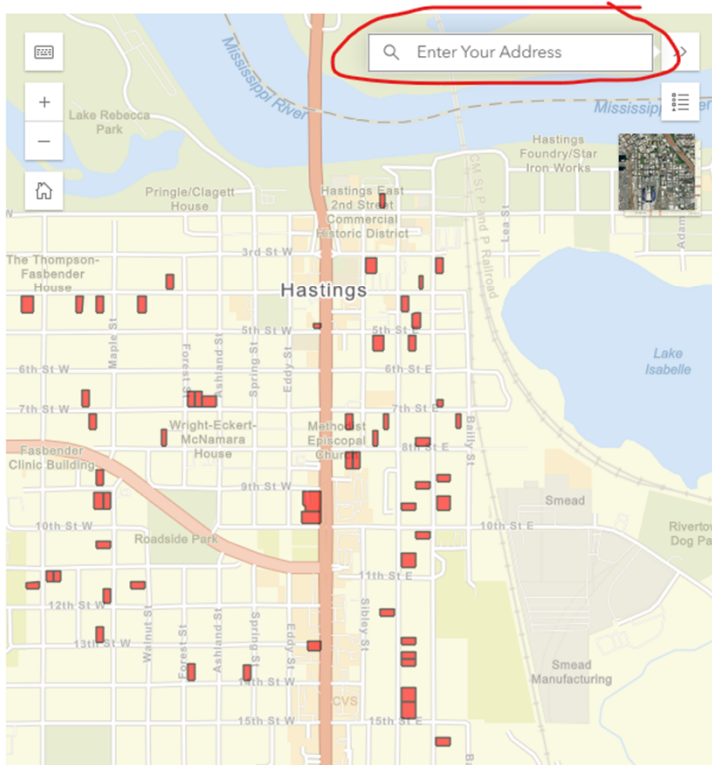 Enter Your Address
Mississippi River
Mississippi River
Lake Rebecca
Park
Hastings
Foundry/Star
Iron Works
CM St P and P Railroad
Pringle/Clagett
House
Hastings East
2nd Street
Commercial
Historic District
Lea St
Adam
3rd St W
The Thompson-
Fasbender
House
Hastings
5th St W
5th St E
Maple St
Forest S
Ashland St
Spring St
Eddy St
Lake
Isabelle
6th St W
6th St E
7th St W
7th St E
Wright-Eckert-
McNamara
House
Methodist
Episcopal
Church
Bailly St
8th St E
Fasbender
Clinic Building
9th St W
Smead
10th St W
10th St E
Roadside Park
Riverto
Dog Pa
11th St E
12th St W
Walnut St
Forest St
Ashland St
Spring St
Eddy St
Sibley St
13th St W
Smead
Manufacturing
14th St W
CVS
15th St W
15th St E
Ba